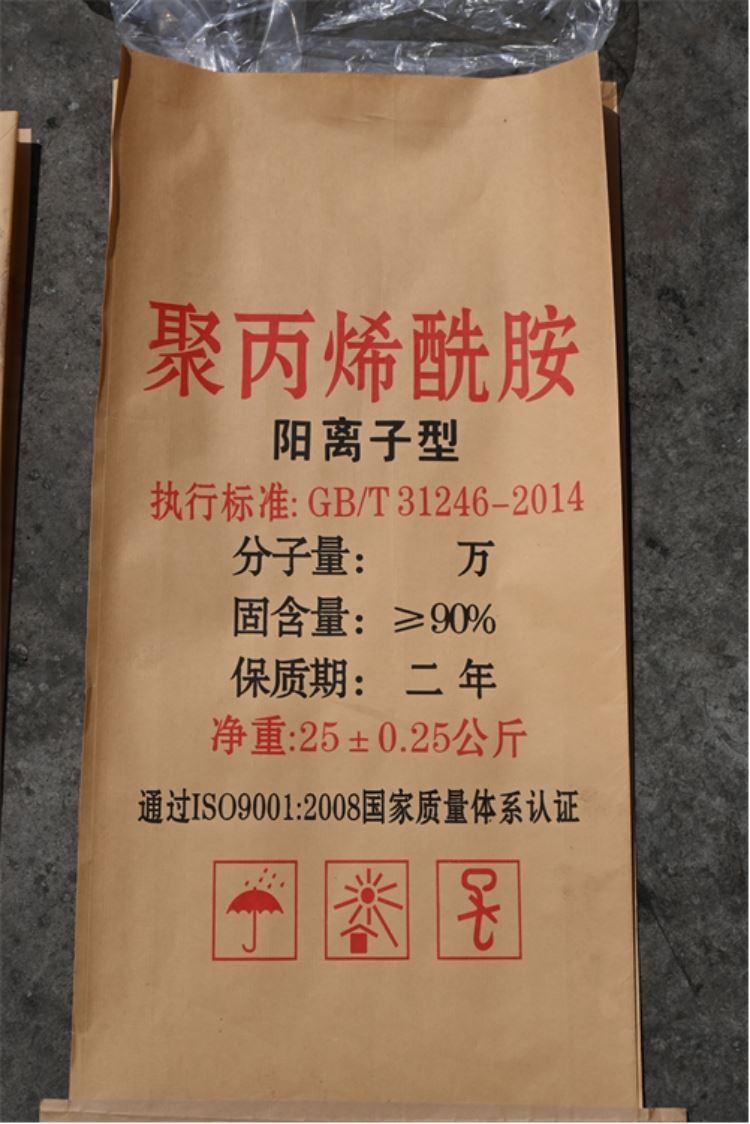 聚丙烯酰胺
阳离子型
执行标准: GB/T 31246-2014
分子量： 万
固含量：≥90%
保质期： 二 年
净重:25±0.25公斤
通过ISO9001:2008国家质量体系认证